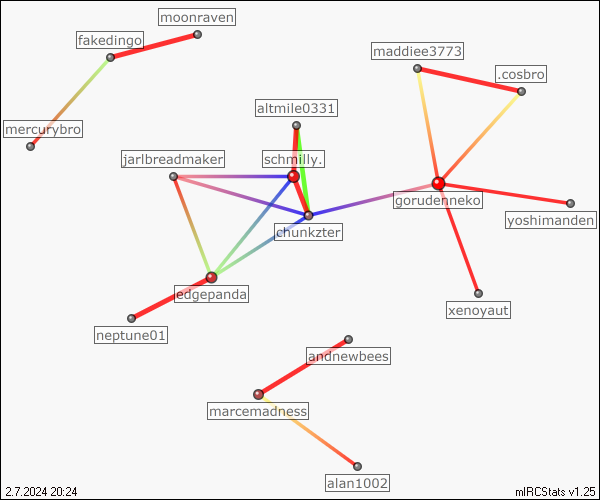 moonraven
fakedingo
maddiee3773
.cosbro
altmile0331
mercurybro
jarlbreadmaker
schmilly.
gorudenneko
yoshimanden
chunkzter
edgepanda
xenoyaut
neptune01
andnewbees
marcemadness
alan1002
2.7.2024 20:24
mIRCStats v1.25